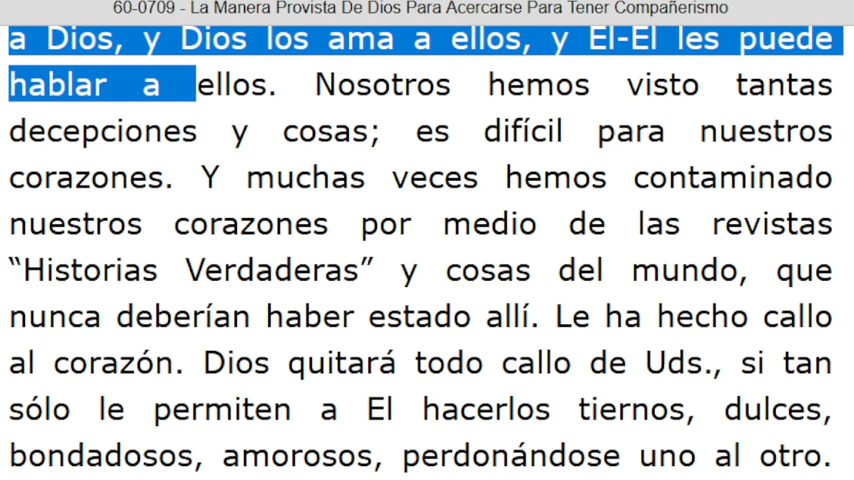 60-0709 - La Manera Provista De Dios Para Acercarse Para Tener Compañerismo
a Dios, y Dios los ama a ellos, y El-El les puede
hablar a ellos. Nosotros hemos visto tantas
decepciones y cosas; es difícil para nuestros
corazones. Y muchas veces hemos contaminado
nuestros corazones por medio de las revistas
“Historias Verdaderas” y cosas del mundo, que
nunca deberían haber estado allí. Le ha hecho callo
al corazón. Dios quitará todo callo de Uds., si tan
sólo le permiten a El hacerlos tiernos, dulces,
bondadosos, amorosos, perdonándose uno al otro.